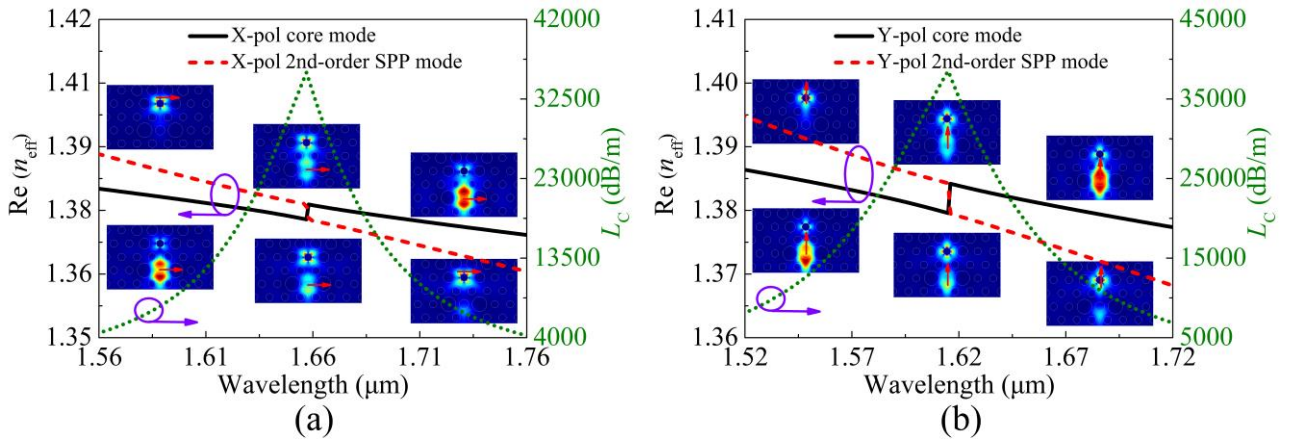 1.42
1.41
1.39
1.38
1.36
1.35
Re (n_eff)
X-pol core mode
X-pol 2nd-order SPP mode
42000
32500
23000
13500
4000
L_C (dB/m)
1.56 1.61 1.66 1.71 1.76
Wavelength (μm)
(a)
1.41
1.40
1.39
1.38
1.37
1.36
Re (n_eff)
Y-pol core mode
Y-pol 2nd-order SPP mode
45000
35000
25000
15000
5000
L_C (dB/m)
1.52 1.57 1.62 1.67 1.72
Wavelength (μm)
(b)